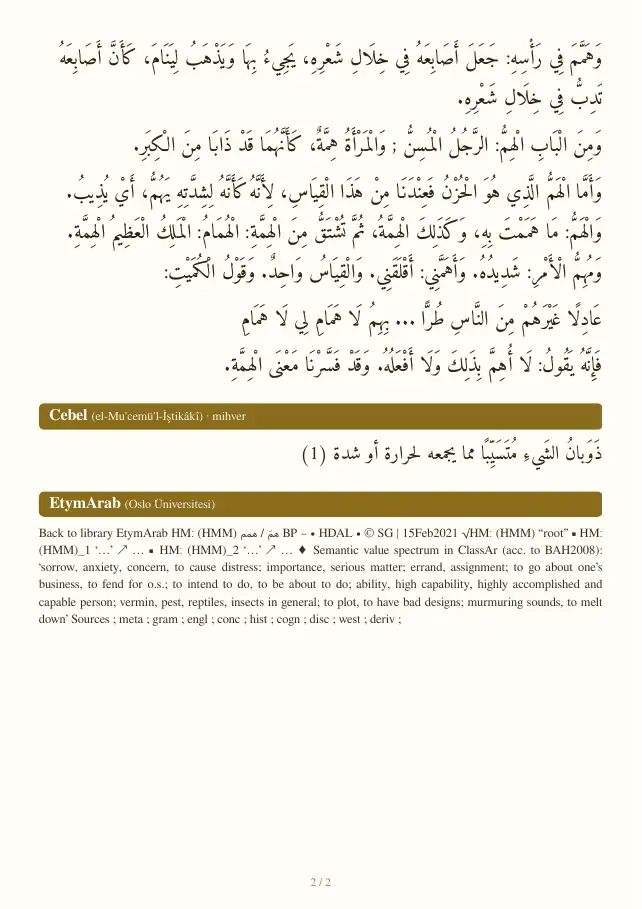 وَهَمَّمَ فِي رَأْسِهِ: جَعَلَ أَصَابِعَهُ فِي خِلَالِ شَعْرِهِ، يَجِيءُ بِهَا وَيَذْهَبُ لِيَنَامَ، كَأَنَّ أَصَابِعَهُ
تَدِبُّ فِي خِلَالِ شَعْرِهِ.
وَمِنَ الْبَابِ الْهِمُّ: الرَّجُلُ الْمُسِنُّ ; وَالْمَرْأَةُ هِمَّةٌ، كَأَنَّهُمَا قَدْ ذَابَا مِنَ الْكِبَرِ.
وَأَمَّا الْهَمُّ الَّذِي هُوَ الْحُزْنُ فَعِنْدَنَا مِنْ هَذَا الْقِيَاسِ، لِأَنَّهُ كَأَنَّهُ لِشِدَّتِهِ يَهُمُّ، أَيْ يُذِيبُ.
وَالْهَمُّ: مَا هَمَمْتَ بِهِ، وَكَذَلِكَ الْهِمَّةُ، ثُمَّ تُشْتَقُّ مِنَ الْهِمَّةِ: الْهُمَامُ: الْمَلِكُ الْعَظِيمُ الْهِمَّةِ.
وَمُهِمُّ الْأَمْرِ: شَدِيدُهُ. وَأَهَمَّنِي: أَقْلَقَنِي. وَالْقِيَاسُ وَاحِدٌ. وَقَوْلُ الْكُمَيْتِ:
عَادِلًا غَيْرَهُمْ مِنَ النَّاسِ طُرًّا ... بِهِمُ لَا هَمَامِ لِي لَا هَمَامِ
فَإِنَّهُ يَقُولُ: لَا أُهِمَّ بِذَلِكَ وَلَا أَفْعَلُهُ. وَقَدْ فَسَّرْنَا مَعْنَى الْهِمَّةِ.
Cebel (el-Muʿcemü'l-İştikâkî) · mihver
ذَوَبانُ الشَيءِ مُتَسَيِّبًا مما يجمعه لحرارة أو شدة (1)
EtymArab (Oslo Üniversitesi)
Back to library EtymArab HMː (HMM) همّ / همم BP – • HDAL • © SG | 15Feb2021 √HMː (HMM) “root” ▪ HMː
(HMM)_1 ‘…’ ↗ … ▪ HMː (HMM)_2 ‘…’ ↗ … ♦ Semantic value spectrum in ClassAr (acc. to BAH2008):
‘sorrow, anxiety, concern, to cause distress; importance, serious matter; errand, assignment; to go about one’s
business, to fend for o.s.; to intend to do, to be about to do; ability, high capability, highly accomplished and
capable person; vermin, pest, reptiles, insects in general; to plot, to have bad designs; murmuring sounds, to melt
down’ Sources ; meta ; gram ; engl ; conc ; hist ; cogn ; disc ; west ; deriv ;
2 / 2